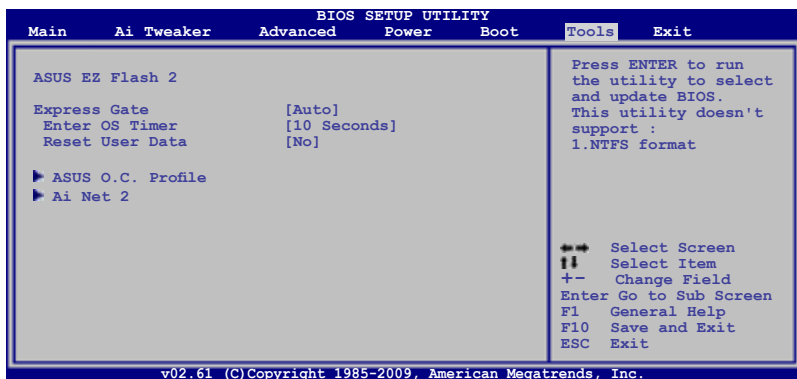 BIOS SETUP UTILITY
Main Ai Tweaker Advanced Power Boot Tools Exit
ASUS EZ Flash 2
Express Gate [Auto]
Enter OS Timer [10 Seconds]
Reset User Data [No]
ASUS O.C. Profile
Ai Net 2
Press ENTER to run
the utility to select
and update BIOS.
This utility doesn't
support :
1.NTFS format
Select Screen
Select Item
+- Change Field
Enter Go to Sub Screen
F1 General Help
F10 Save and Exit
ESC Exit
v02.61 (C)Copyright 1985-2009, American Megatrends, Inc.